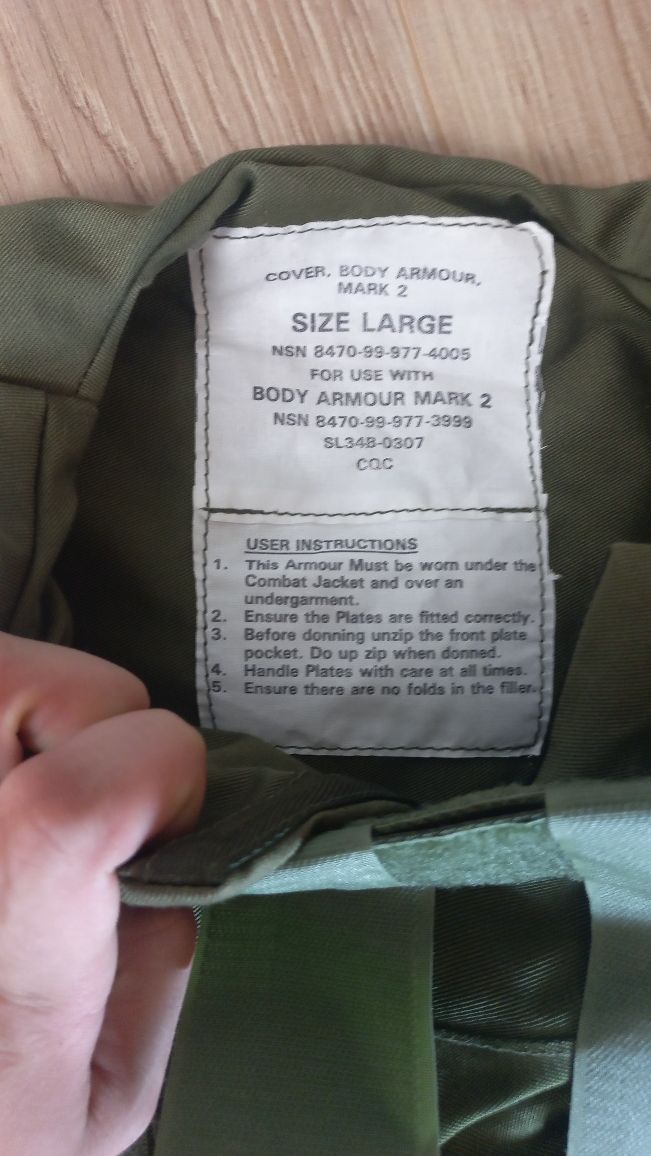 COVER, BODY ARMOUR,
MARK 2
SIZE LARGE
NSN 8470-99-977-4005
FOR USE WITH
BODY ARMOUR MARK 2
NSN 8470-99-977-3999
SL34B-0307
CQC
USER INSTRUCTIONS
1. This Armour Must be worn under the
Combat Jacket and over an
undergarment.
2. Ensure the Plates are fitted correctly.
3. Before donning unzip the front plate
pocket. Do up zip when donned.
4. Handle Plates with care at all times.
5. Ensure there are no folds in the filler.